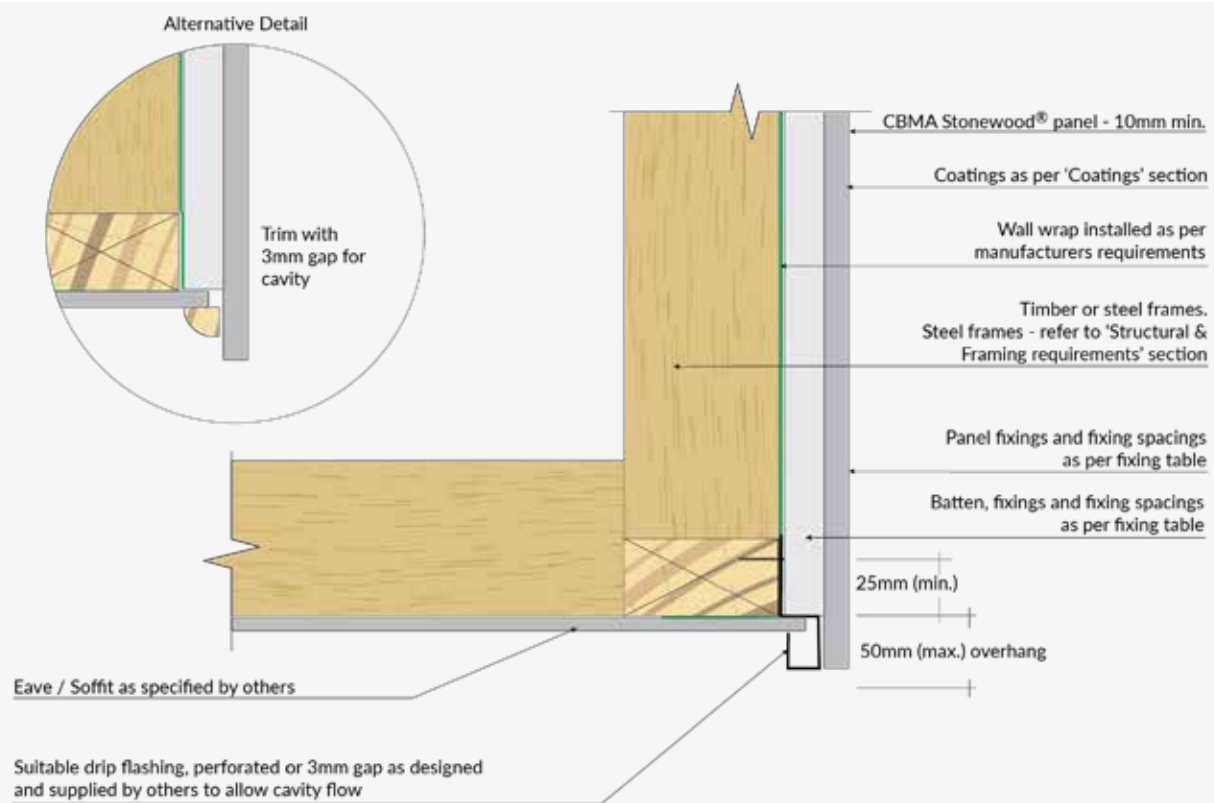 Alternative Detail
Trim with
3mm gap for
cavity
CBMA Stonewood® panel - 10mm min.
Coatings as per 'Coatings' section
Wall wrap installed as per
manufacturers requirements
Timber or steel frames.
Steel frames - refer to 'Structural &
Framing requirements' section
Panel fixings and fixing spacings
as per fixing table
Batten, fixings and fixing spacings
as per fixing table
25mm (min.)
50mm (max.) overhang
Eave / Soffit as specified by others
Suitable drip flashing, perforated or 3mm gap as designed
and supplied by others to allow cavity flow